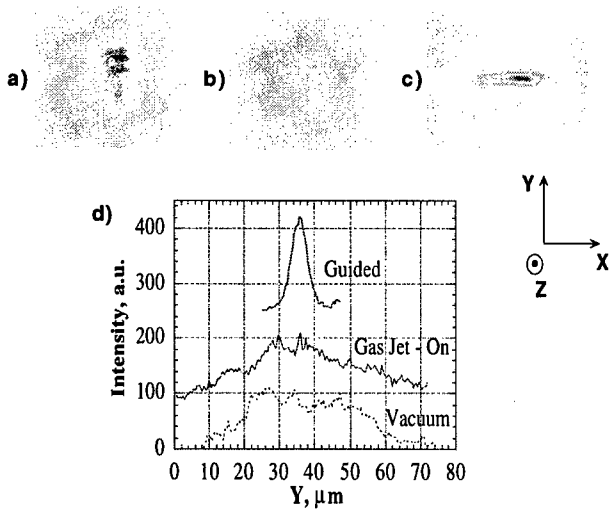 a)
b)
c)
Y
X
Z
d)
400
300
200
100
0
Intensity, a.u.
Guided
Gas Jet - On
Vacuum
0 10 20 30 40 50 60 70 80
Y, μm